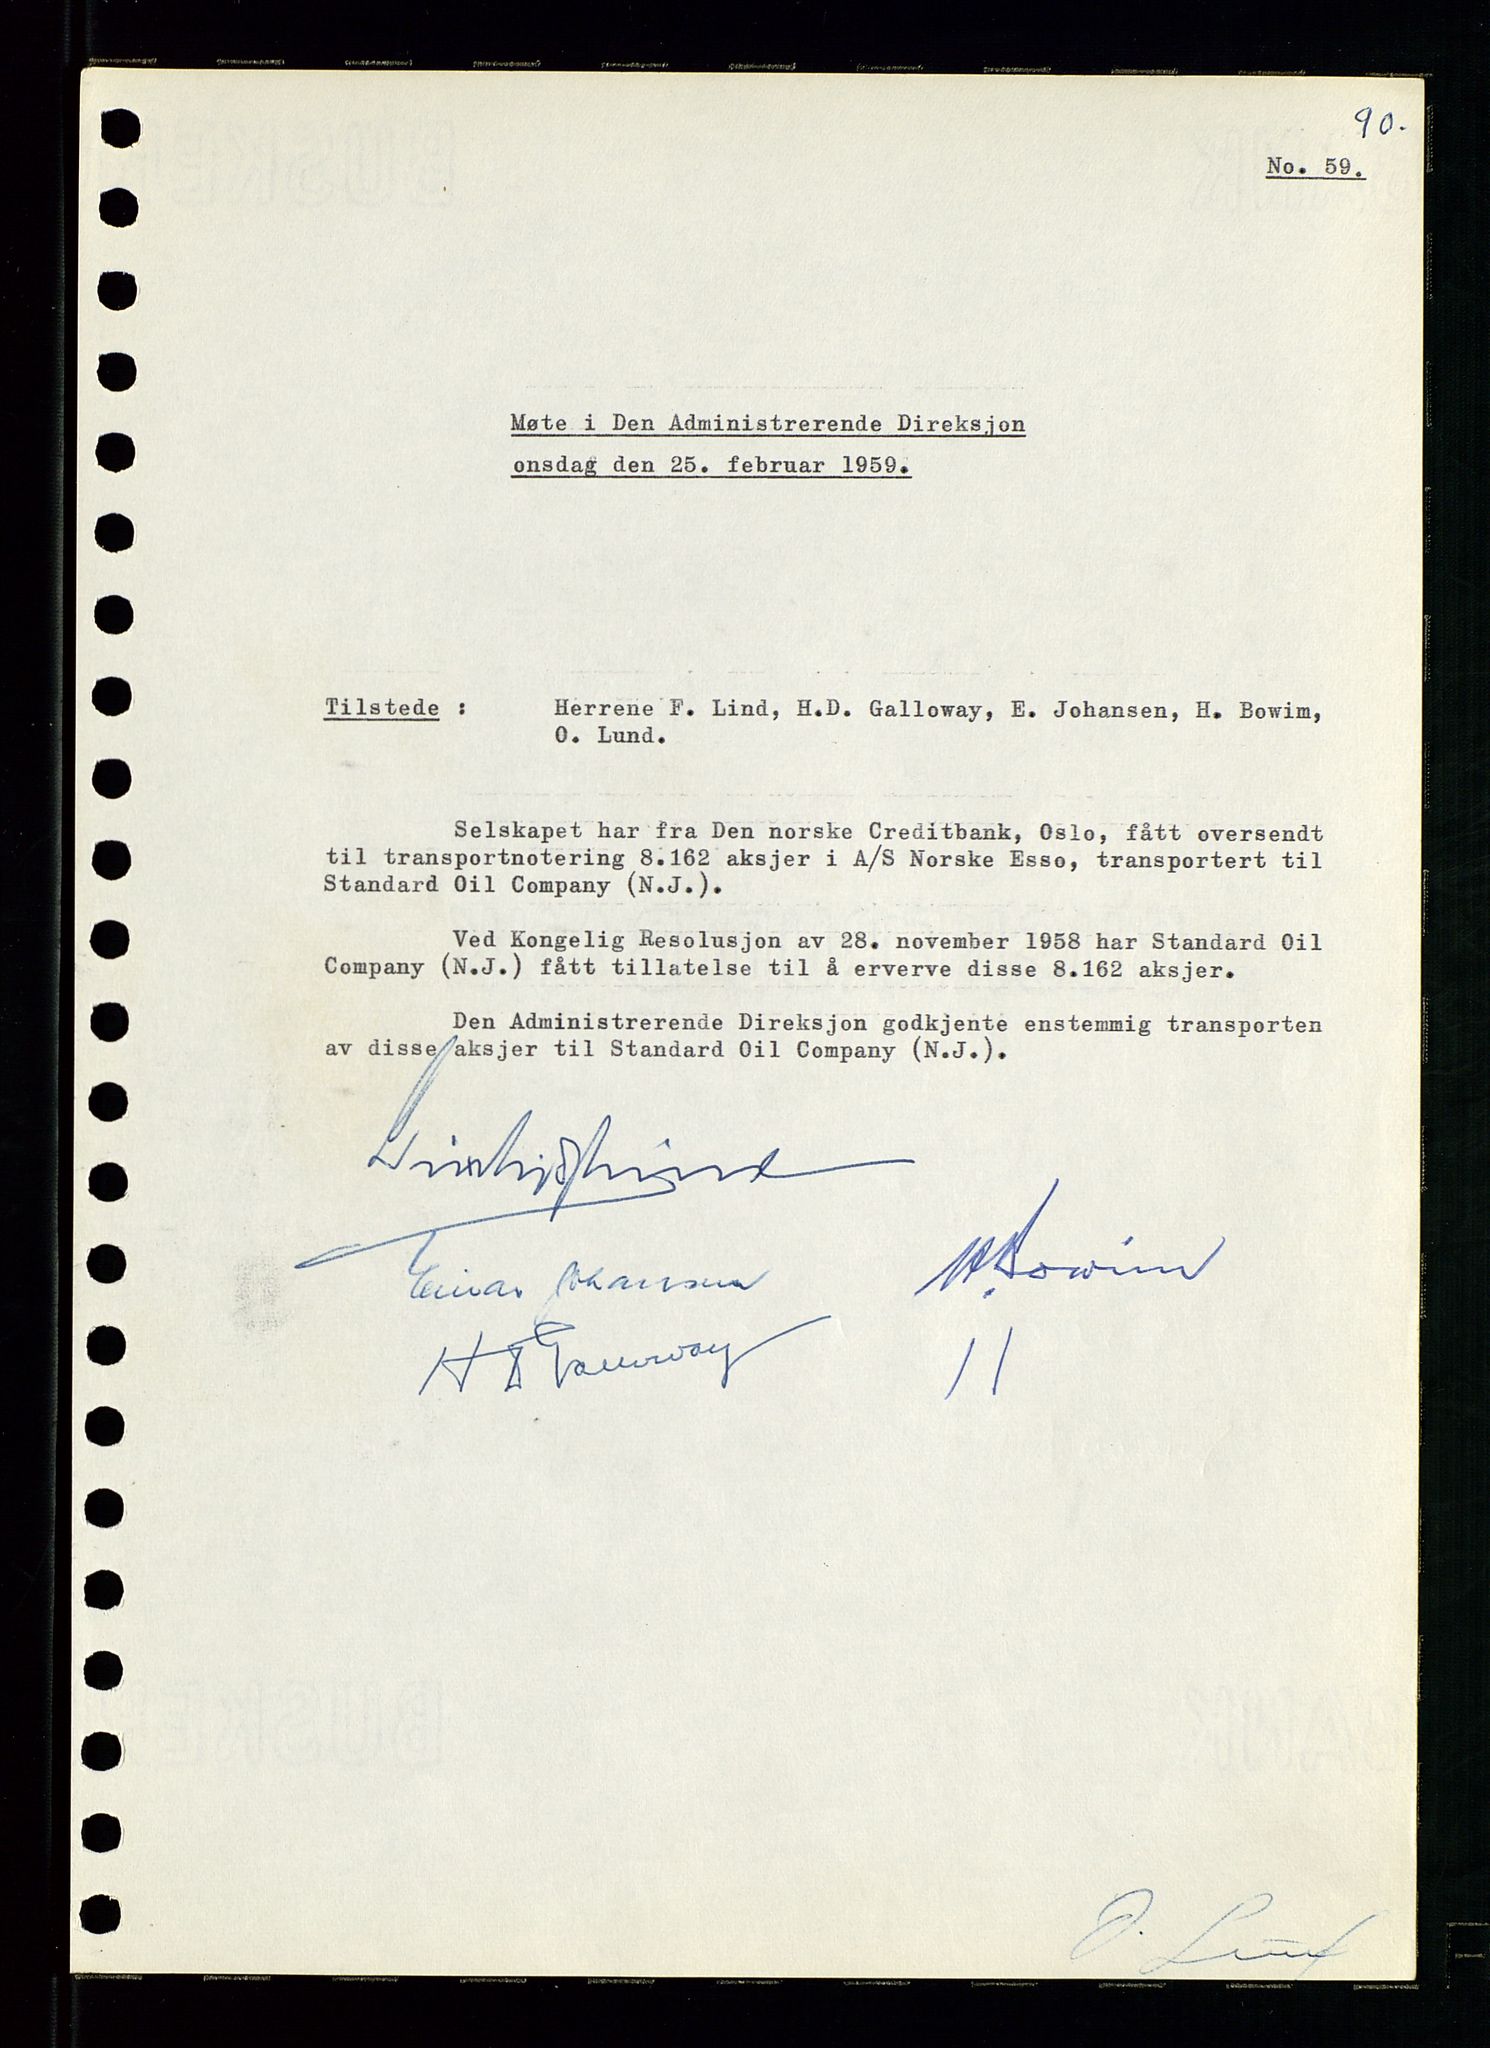 90.
No. 59.
Møte i Den Administrerende Direksjon
onsdag den 25. februar 1959.
Tilstede : Herrene F. Lind, H.D. Galloway, E. Johansen, H. Bowim,
O. Lund.
Selskapet har fra Den norske Creditbank, Oslo, fått oversendt
til transportnotering 8.162 aksjer i A/S Norske Esso, transportert til
Standard Oil Company (N.J.).
Ved Kongelig Resolusjon av 28. november 1958 har Standard Oil
Company (N.J.) fått tillatelse til å erverve disse 8.162 aksjer.
Den Administrerende Direksjon godkjente enstemmig transporten
av disse aksjer til Standard Oil Company (N.J.).
Einar Johansen
H Bowim
H D Galloway
O. Lund